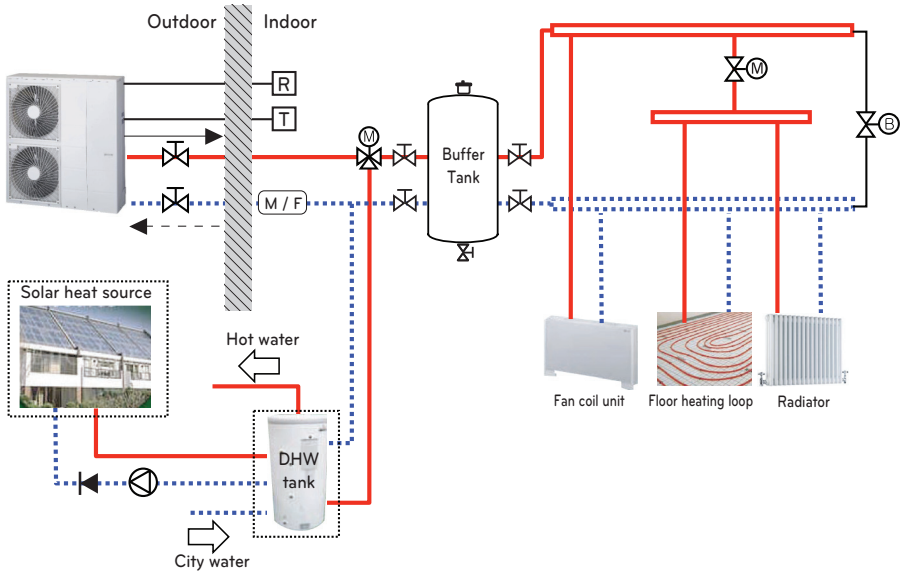 Outdoor
Indoor
R
T
M
M / F
Buffer
Tank
M
B
Solar heat source
Hot water
DHW
tank
City water
Fan coil unit
Floor heating loop
Radiator